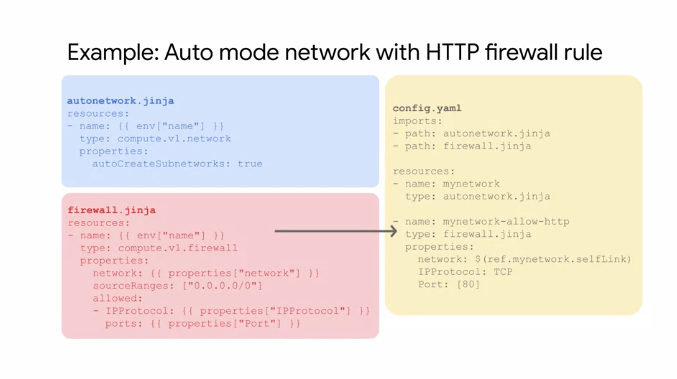 Example: Auto mode network with HTTP firewall rule
autonetwork.jinja
resources:
- name: {{ env["name"] }}
  type: compute.v1.network
  properties:
    autoCreateSubnetworks: true
firewall.jinja
resources:
- name: {{ env["name"] }}
  type: compute.v1.firewall
  properties:
    network: {{ properties["network"] }}
    sourceRanges: ["0.0.0.0/0"]
    allowed:
    - IPProtocol: {{ properties["IPProtocol"] }}
      ports: {{ properties["Port"] }}
config.yaml
imports:
- path: autonetwork.jinja
- path: firewall.jinja
resources:
- name: mynetwork
  type: autonetwork.jinja
- name: mynetwork-allow-http
  type: firewall.jinja
  properties:
    network: $(ref.mynetwork.selfLink)
    IPProtocol: TCP
    Port: [80]